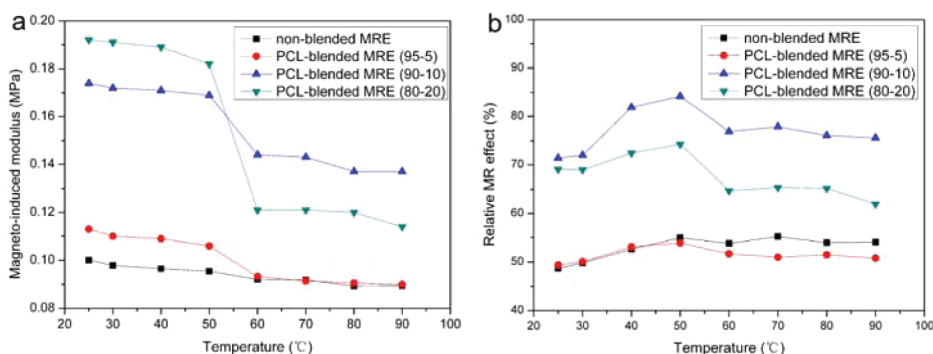 a
0.20
0.18
0.16
0.14
0.12
0.10
0.08
Magneto-induced modulus (MPa)
non-blended MRE
PCL-blended MRE (95-5)
PCL-blended MRE (90-10)
PCL-blended MRE (80-20)
20 30 40 50 60 70 80 90 100
Temperature (℃)
b
100
90
80
70
60
50
40
Relative MR effect (%)
non-blended MRE
PCL-blended MRE (95-5)
PCL-blended MRE (90-10)
PCL-blended MRE (80-20)
20 30 40 50 60 70 80 90 100
Temperature (℃)